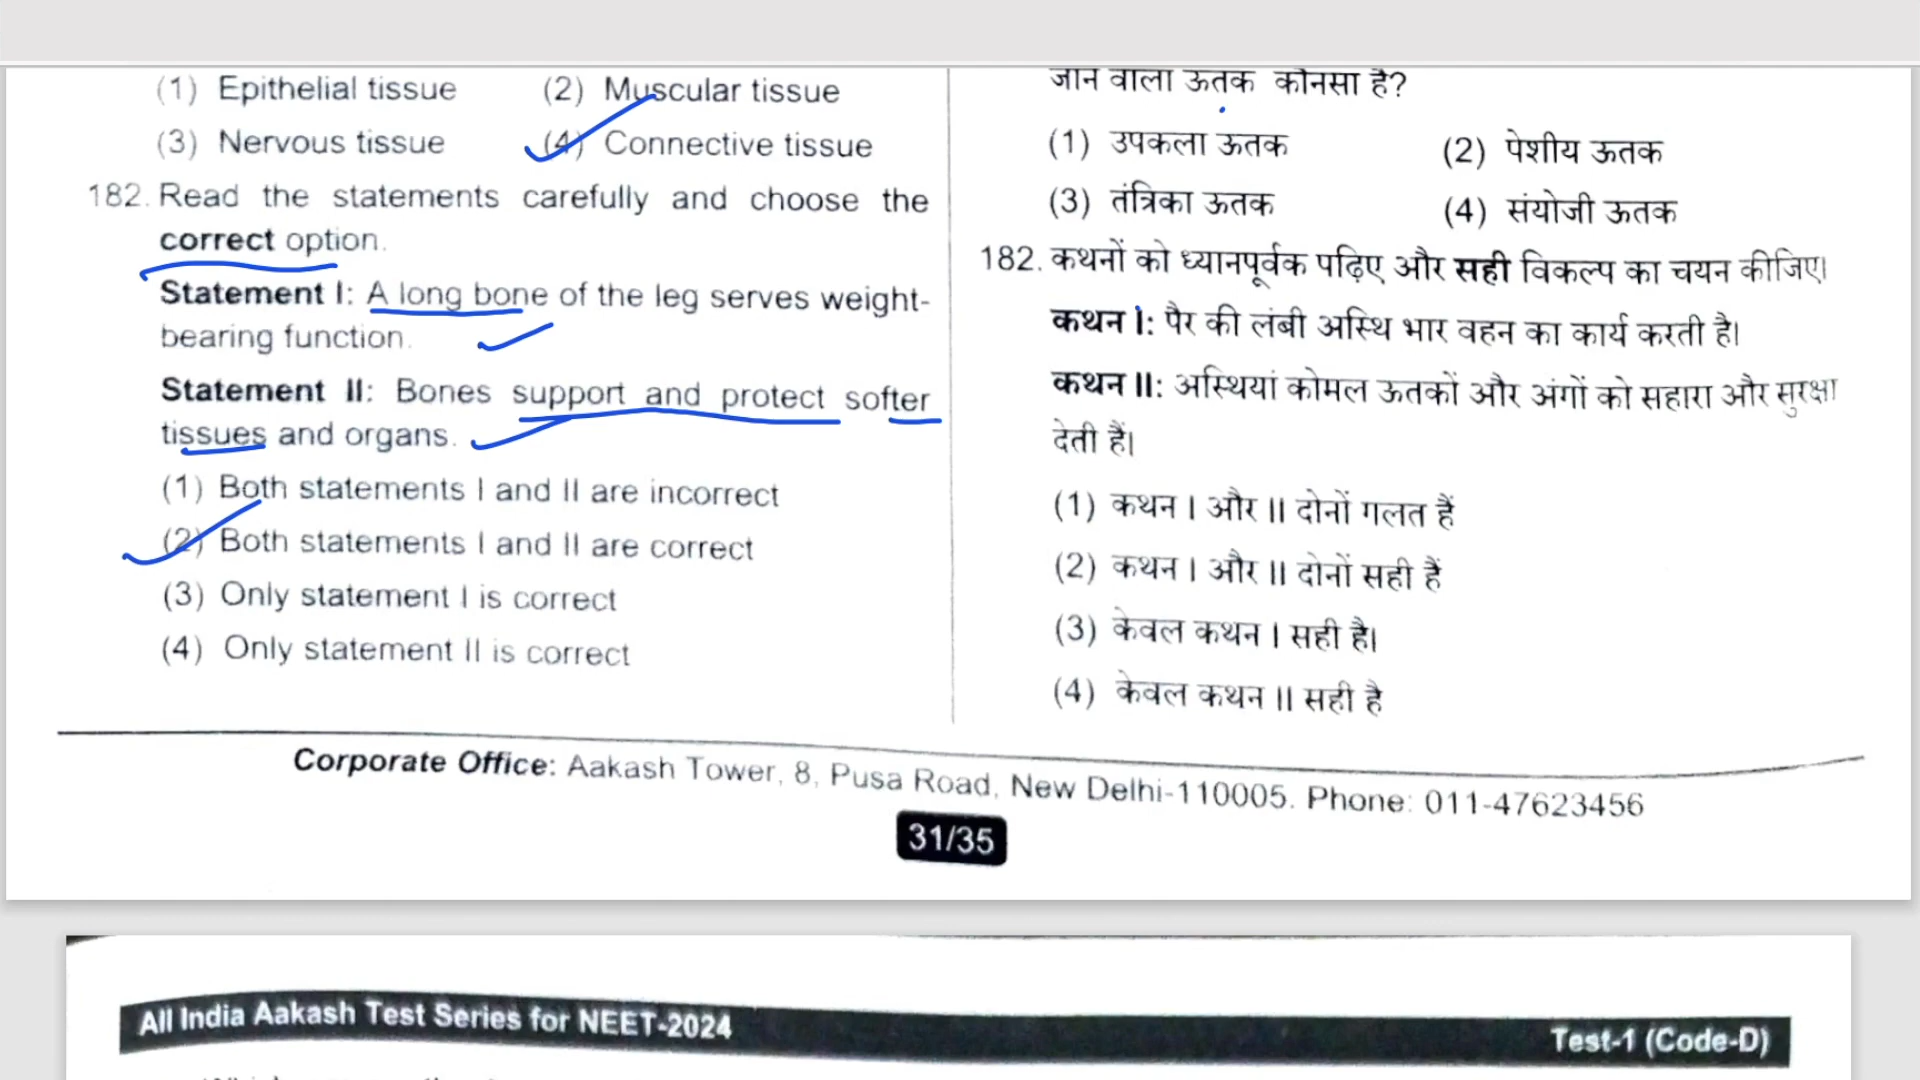 (1) Epithelial tissue (2) Muscular tissue
(3) Nervous tissue (4) Connective tissue
182. Read the statements carefully and choose the
correct option.
Statement I: A long bone of the leg serves weight-
bearing function.
Statement II: Bones support and protect softer
tissues and organs.
(1) Both statements I and II are incorrect
(2) Both statements I and II are correct
(3) Only statement I is correct
(4) Only statement II is correct
जाने वाला ऊतक कौनसा है?
(1) उपकला ऊतक (2) पेशीय ऊतक
(3) तंत्रिका ऊतक (4) संयोजी ऊतक
182. कथनों को ध्यानपूर्वक पढ़िए और सही विकल्प का चयन कीजिए।
कथन I: पैर की लंबी अस्थि भार वहन का कार्य करती है।
कथन II: अस्थियां कोमल ऊतकों और अंगों को सहारा और सुरक्षा
देती हैं।
(1) कथन I और II दोनों गलत हैं
(2) कथन I और II दोनों सही हैं
(3) केवल कथन I सही है।
(4) केवल कथन II सही है
Corporate Office: Aakash Tower, 8, Pusa Road, New Delhi-110005. Phone: 011-47623456
31/35
All India Aakash Test Series for NEET-2024 Test-1 (Code-D)